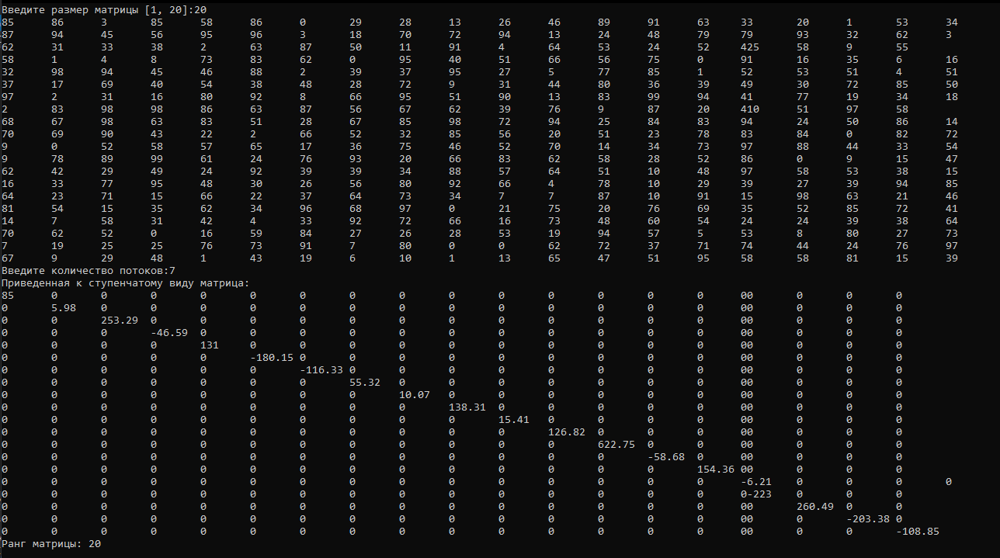 Введите размер матрицы [1, 20]:20
85 86 3 85 58 86 0 29 28 13 26 46 89 91 63 33 20 1 53 34
87 94 45 56 95 96 3 18 70 72 94 13 24 48 79 79 93 32 62 3
62 31 33 38 2 63 87 50 11 91 4 64 53 24 52 425 58 9 55
58 1 4 8 73 83 62 0 95 40 51 66 56 75 0 91 16 35 6 16
32 98 94 45 46 88 2 39 37 95 27 5 77 85 1 52 53 51 4 51
37 17 69 40 54 38 48 28 72 9 31 44 80 36 39 49 30 72 85 50
97 2 31 16 80 92 8 66 95 51 90 13 83 99 94 41 77 19 34 18
2 83 98 98 86 63 87 56 67 62 39 76 9 87 20 410 51 97 58
68 67 98 63 83 51 28 67 85 98 72 94 25 84 83 94 24 50 86 14
70 69 90 43 22 2 66 52 32 85 56 20 51 23 78 83 84 0 82 72
9 0 52 58 57 65 17 36 75 46 52 70 14 34 73 97 88 44 33 54
9 78 89 99 61 24 76 93 20 66 83 62 58 28 52 86 0 9 15 47
62 42 29 49 24 92 39 39 34 88 57 64 51 10 48 97 58 53 38 15
16 33 77 95 48 30 26 56 80 92 66 4 78 10 29 39 27 39 94 85
64 23 71 15 66 22 37 64 73 34 7 7 87 10 91 15 98 63 21 46
81 54 15 35 62 34 96 68 97 0 21 75 20 76 69 35 52 85 72 41
14 7 58 31 42 4 33 92 72 66 16 73 48 60 54 24 24 39 38 64
70 62 52 0 16 59 84 27 26 28 53 19 94 57 5 53 8 80 27 73
7 19 25 25 76 73 91 7 80 0 0 62 72 37 71 74 44 24 76 97
67 9 29 48 1 43 19 6 10 1 13 65 47 51 95 58 58 81 15 39
Введите количество потоков:7
Приведенная к ступенчатому виду матрица:
85 0 0 0 0 0 0 0 0 0 0 0 0 0 0 00 0 0 0
0 5.98 0 0 0 0 0 0 0 0 0 0 0 0 0 00 0 0 0
0 0 253.29 0 0 0 0 0 0 0 0 0 0 0 0 00 0 0 0
0 0 0 -46.59 0 0 0 0 0 0 0 0 0 0 0 00 0 0 0
0 0 0 0 131 0 0 0 0 0 0 0 0 0 0 00 0 0 0
0 0 0 0 0 -180.15 0 0 0 0 0 0 0 0 0 00 0 0 0
0 0 0 0 0 0 -116.33 0 0 0 0 0 0 0 0 00 0 0 0
0 0 0 0 0 0 0 55.32 0 0 0 0 0 0 0 00 0 0 0
0 0 0 0 0 0 0 0 10.07 0 0 0 0 0 0 00 0 0 0
0 0 0 0 0 0 0 0 0 138.31 0 0 0 0 0 00 0 0 0
0 0 0 0 0 0 0 0 0 0 15.41 0 0 0 0 00 0 0 0
0 0 0 0 0 0 0 0 0 0 0 126.82 0 0 0 00 0 0 0
0 0 0 0 0 0 0 0 0 0 0 0 622.75 0 0 00 0 0 0
0 0 0 0 0 0 0 0 0 0 0 0 0 -58.68 0 00 0 0 0
0 0 0 0 0 0 0 0 0 0 0 0 0 0 154.36 00 0 0 0
0 0 0 0 0 0 0 0 0 0 0 0 0 0 0 -6.21 0 0 0 0
0 0 0 0 0 0 0 0 0 0 0 0 0 0 0 0-223 0 0 0
0 0 0 0 0 0 0 0 0 0 0 0 0 0 0 00 260.49 0 0
0 0 0 0 0 0 0 0 0 0 0 0 0 0 0 00 0 -203.38 0
0 0 0 0 0 0 0 0 0 0 0 0 0 0 0 00 0 0 -108.85
Ранг матрицы: 20